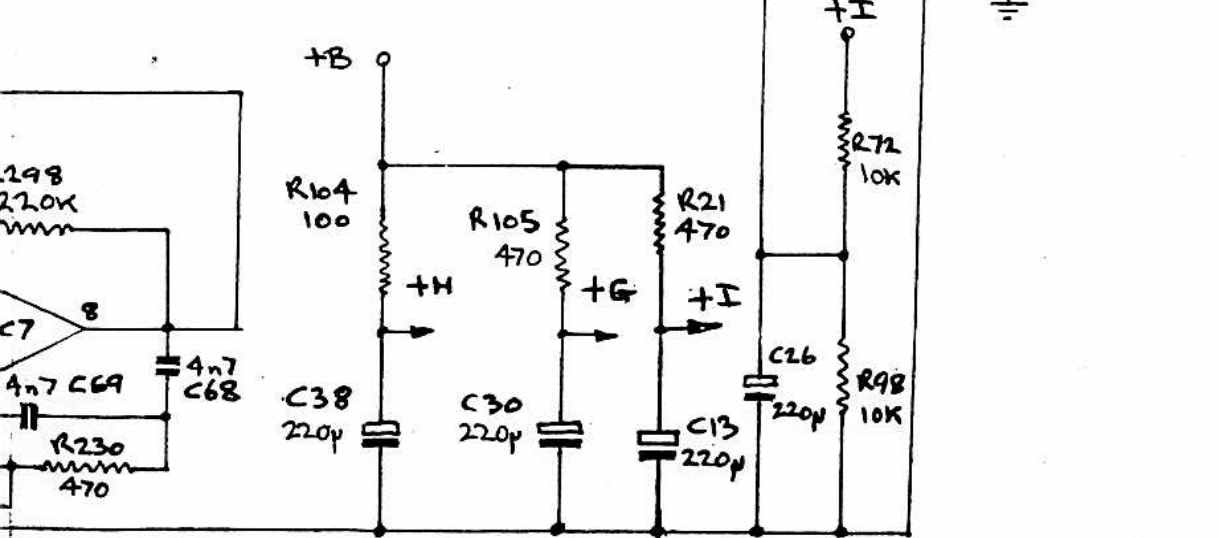 +I
+B
R72
10K
298
220K
R104
100
R21
470
R105
470
+H
+G
+I
8
C7
4n7
C68
4n7 C69
C38
220µ
C30
220µ
C13
220µ
C26
220µ
R98
10K
R230
470